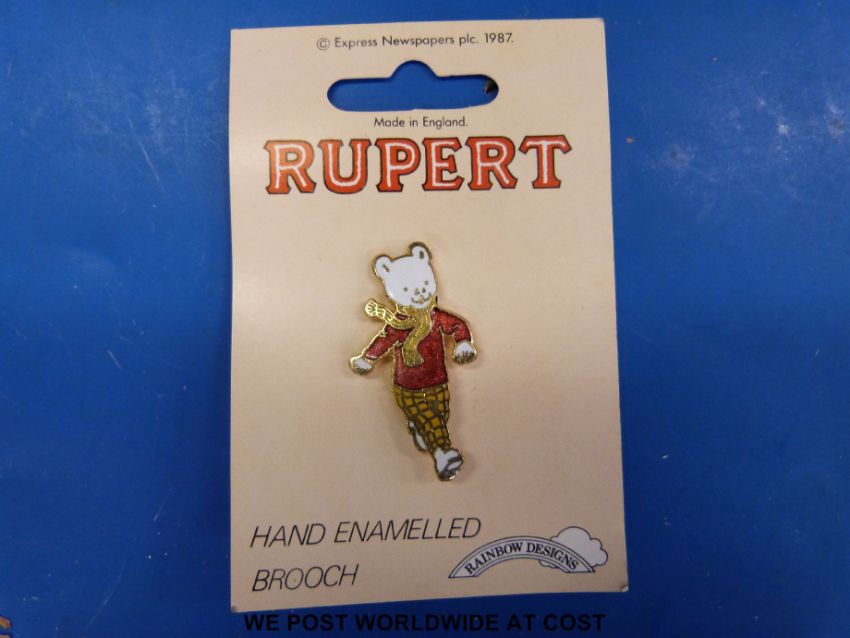 © Express Newspapers plc. 1987.
Made in England.
RUPERT
HAND ENAMELLED
BROOCH
RAINBOW DESIGNS
WE POST WORLDWIDE AT COST